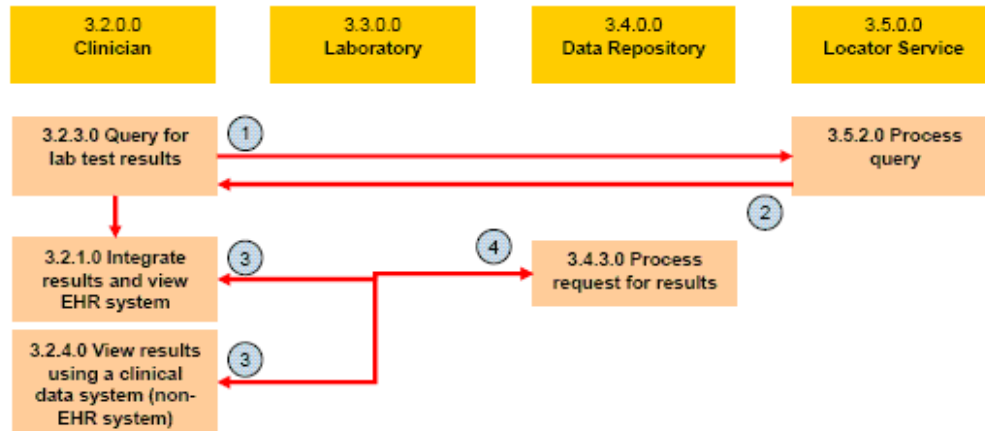 3.2.0.0
Clinician
3.3.0.0
Laboratory
3.4.0.0
Data Repository
3.5.0.0
Locator Service
3.2.3.0 Query for
lab test results
1
3.5.2.0 Process
query
2
3.2.1.0 Integrate
results and view
EHR system
3
4
3.4.3.0 Process
request for results
3.2.4.0 View results
using a clinical
data system (non-
EHR system)
3